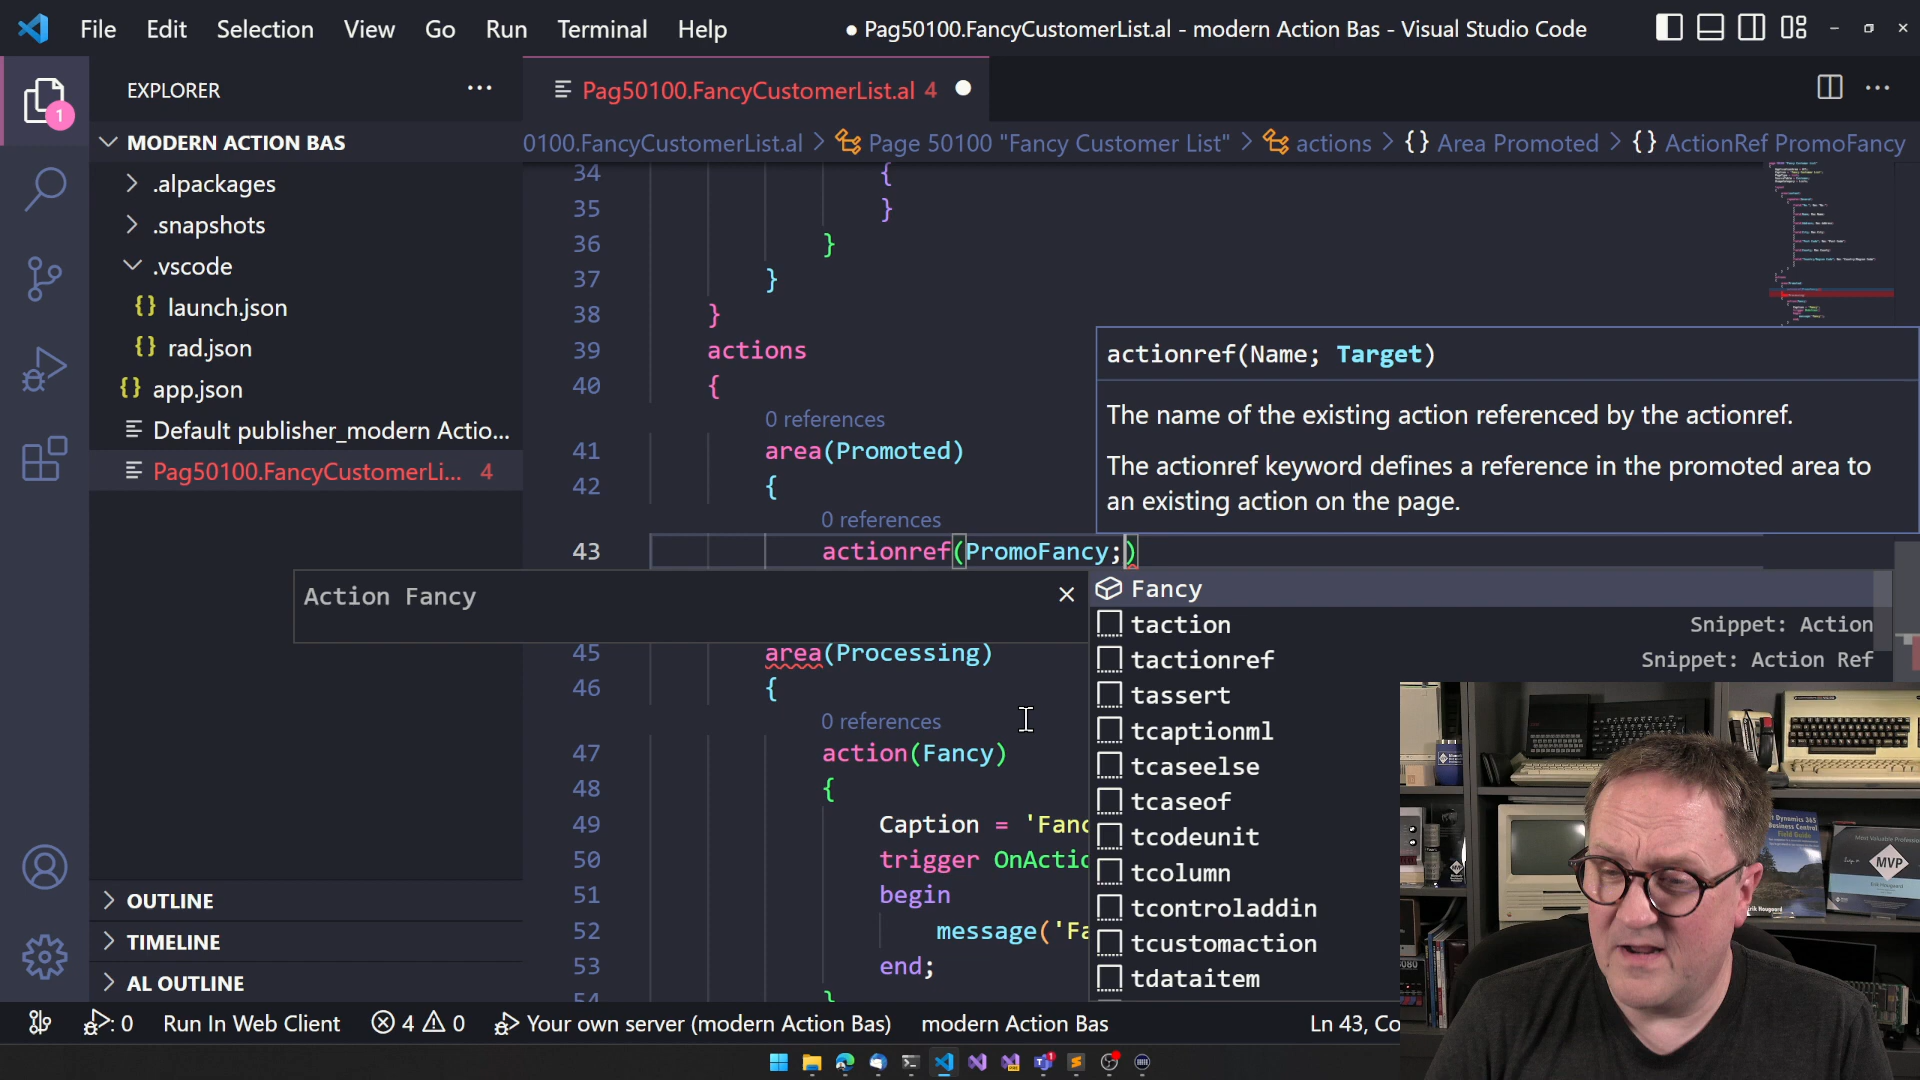 File Edit Selection View Go Run Terminal Help
● Pag50100.FancyCustomerList.al - modern Action Bas - Visual Studio Code
EXPLORER
1
MODERN ACTION BAS
.alpackages
.snapshots
.vscode
{} launch.json
{} rad.json
{} app.json
Default publisher_modern Actio...
Pag50100.FancyCustomerLi... 4
OUTLINE
TIMELINE
AL OUTLINE
Pag50100.FancyCustomerList.al 4
0100.FancyCustomerList.al > Page 50100 "Fancy Customer List" > actions > {} Area Promoted > {} ActionRef PromoFancy
34 {
35 }
36 }
37 }
38 }
39 actions
40 {
0 references
41 area(Promoted)
42 {
0 references
43 actionref(PromoFancy;)
45 area(Processing)
46 {
0 references
47 action(Fancy)
48 {
49 Caption = 'Fanc
50 trigger OnActio
51 begin
52 message('Fa
53 end;
54 }
actionref(Name; Target)
The name of the existing action referenced by the actionref.
The actionref keyword defines a reference in the promoted area to
an existing action on the page.
Action Fancy
Fancy
taction Snippet: Action
tactionref Snippet: Action Ref
tassert
tcaptionml
tcaseelse
tcaseof
tcodeunit
tcolumn
tcontroladdin
tcustomaction
tdataitem
MVP
0 Run In Web Client 4 0 Your own server (modern Action Bas) modern Action Bas Ln 43, Co